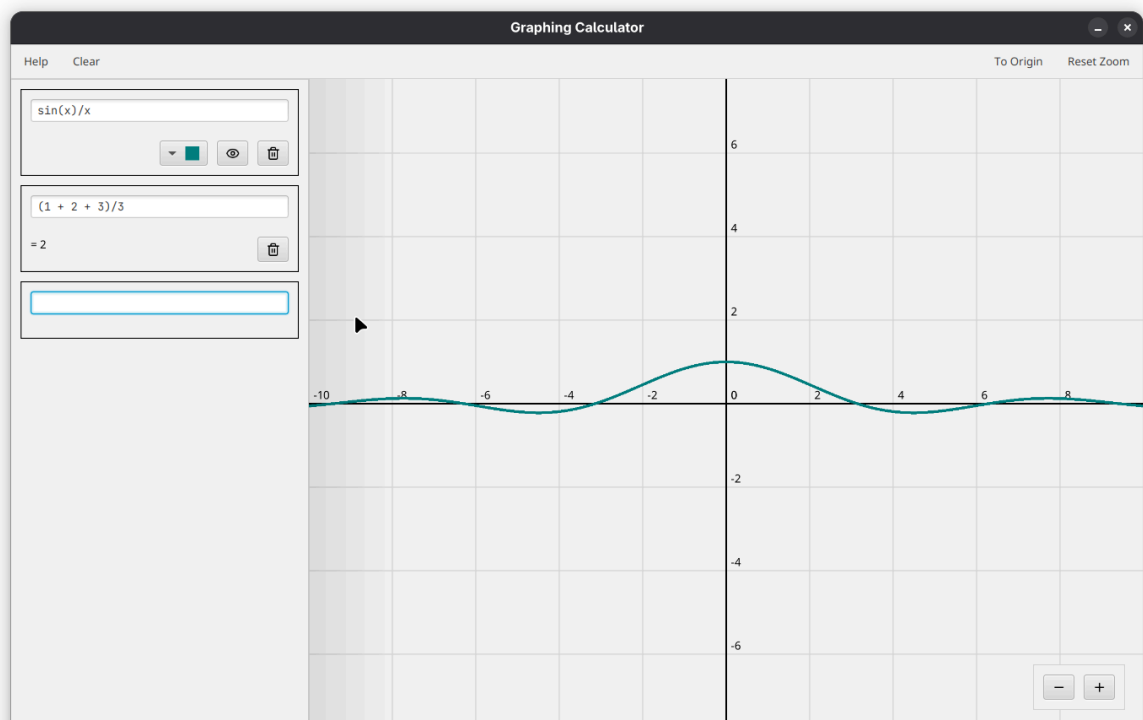 Graphing Calculator
Help Clear To Origin Reset Zoom
sin(x)/x
(1 + 2 + 3)/3
= 2
6
4
2
-10 -8 -6 -4 -2 0 2 4 6 8
-2
-4
-6
− +